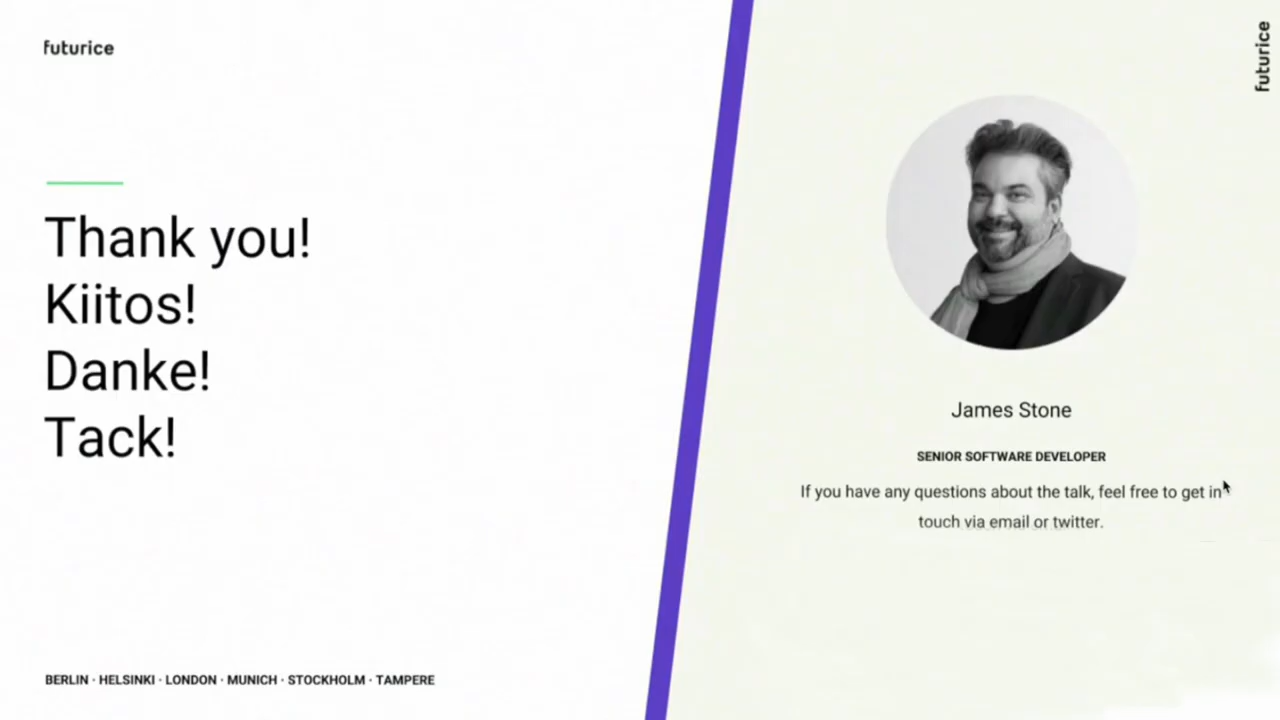 futurice
Thank you!
Kiitos!
Danke!
Tack!
BERLIN · HELSINKI · LONDON · MUNICH · STOCKHOLM · TAMPERE
futurice
James Stone
SENIOR SOFTWARE DEVELOPER
If you have any questions about the talk, feel free to get in
touch via email or twitter.